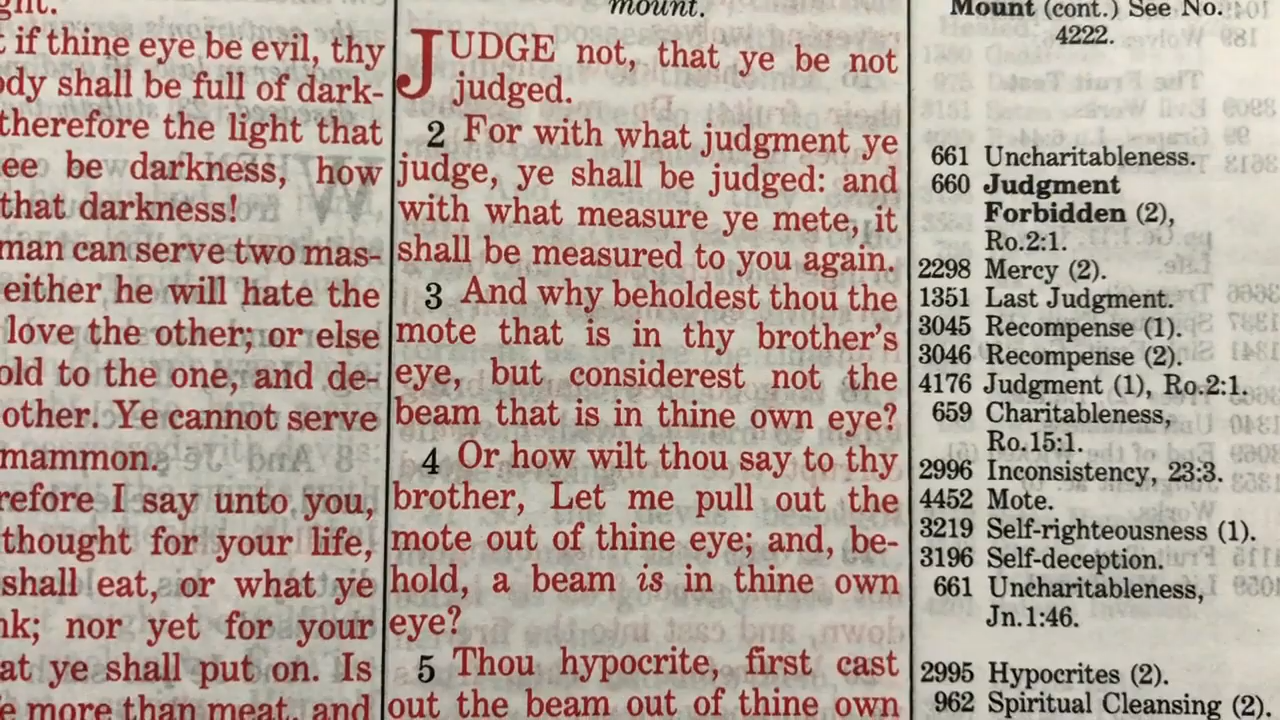 ght.
if thine eye be evil, thy
ody shall be full of dark-
therefore the light that
ee be darkness, how
that darkness!
man can serve two mas-
either he will hate the
love the other; or else
old to the one, and de-
other. Ye cannot serve
mammon.
refore I say unto you,
thought for your life,
shall eat, or what ye
nk; nor yet for your
at ye shall put on. Is
e more than meat, and
mount.
JUDGE not, that ye be not
judged.
2 For with what judgment ye
judge, ye shall be judged: and
with what measure ye mete, it
shall be measured to you again.
3 And why beholdest thou the
mote that is in thy brother's
eye, but considerest not the
beam that is in thine own eye?
4 Or how wilt thou say to thy
brother, Let me pull out the
mote out of thine eye; and, be-
hold, a beam is in thine own
eye?
5 Thou hypocrite, first cast
out the beam out of thine own
Mount (cont.) See No.
4222.
661 Uncharitableness.
660 Judgment
Forbidden (2),
Ro.2:1.
2298 Mercy (2).
1351 Last Judgment.
3045 Recompense (1).
3046 Recompense (2).
4176 Judgment (1), Ro.2:1.
659 Charitableness,
Ro.15:1.
2996 Inconsistency, 23:3.
4452 Mote.
3219 Self-righteousness (1).
3196 Self-deception.
661 Uncharitableness,
Jn.1:46.
2995 Hypocrites (2).
962 Spiritual Cleansing (2).